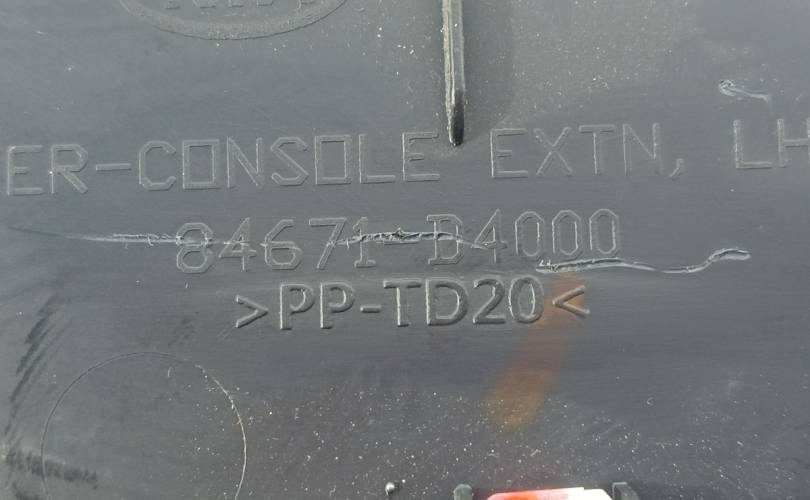 ER-CONSOLE EXTN, LH
84671-D4000
>PP-TD20<